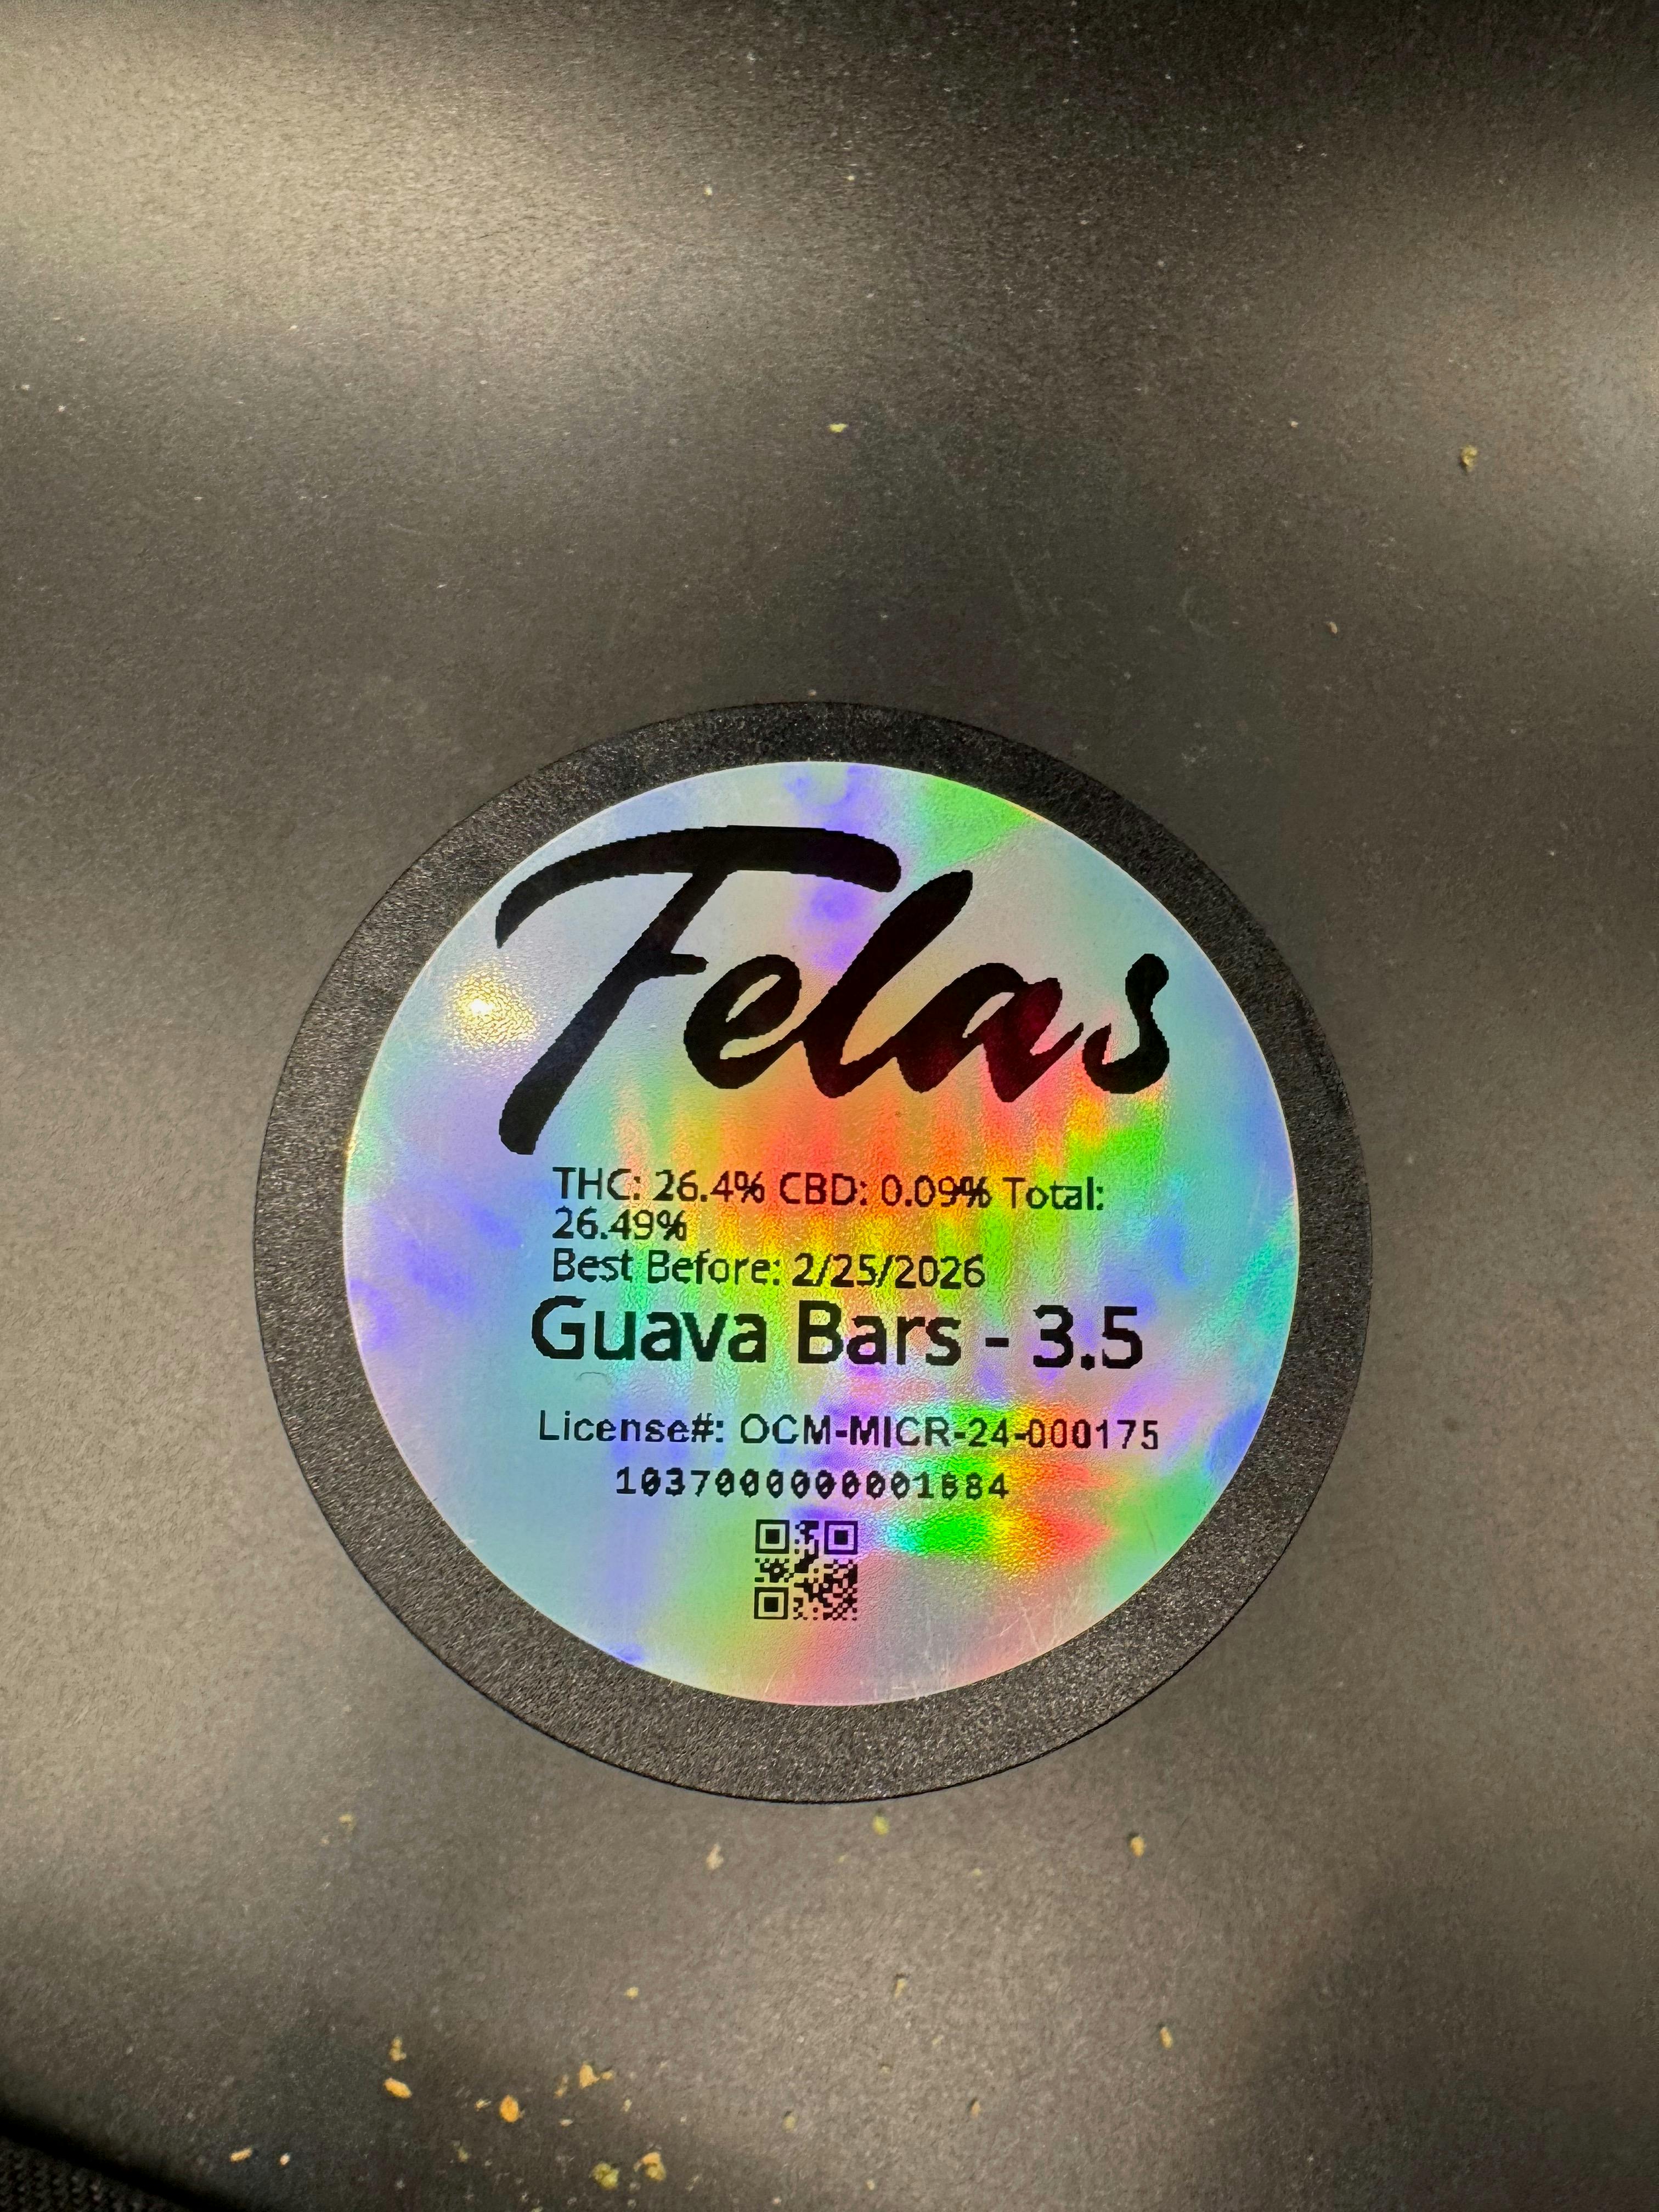 Felas
THC: 26.4% CBD: 0.09% Total:
26.49%
Best Before: 2/25/2026
Guava Bars - 3.5
License#: OCM-MICR-24-000175
1037000000001884